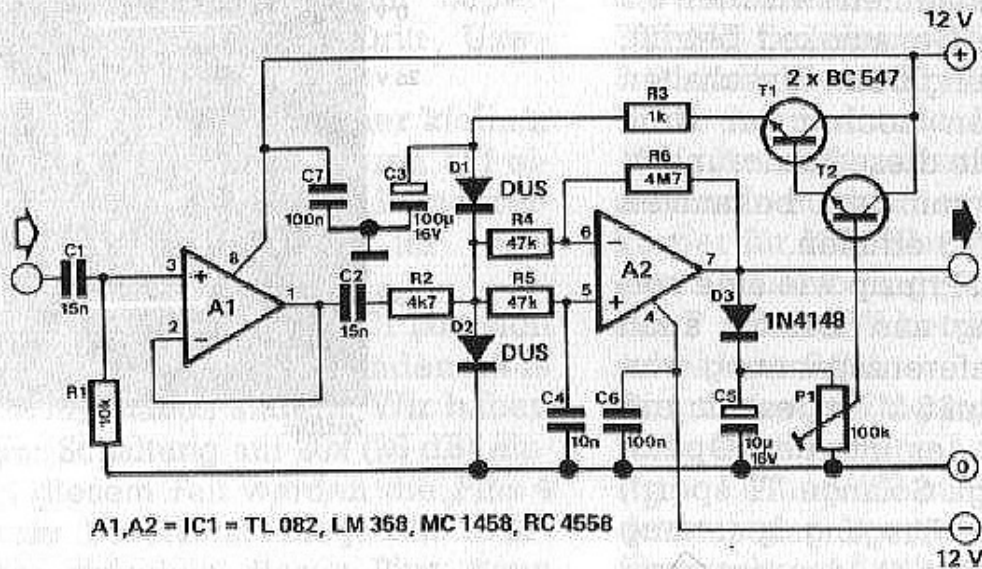 12 V
+
2 x BC 547
T1
R3
1k
T2
R6
4M7
C7
100n
C3
100µ
16V
D1
DUS
R4
47k
6
−
7
A2
C1
15n
3
+
8
A1
1
2
−
C2
15n
R2
4k7
R5
47k
5
+
4
D3
1N4148
D2
DUS
R1
10k
C4
10n
C6
100n
C5
10µ
16V
P1
100k
0
A1,A2 = IC1 = TL 082, LM 358, MC 1458, RC 4558
−
12 V